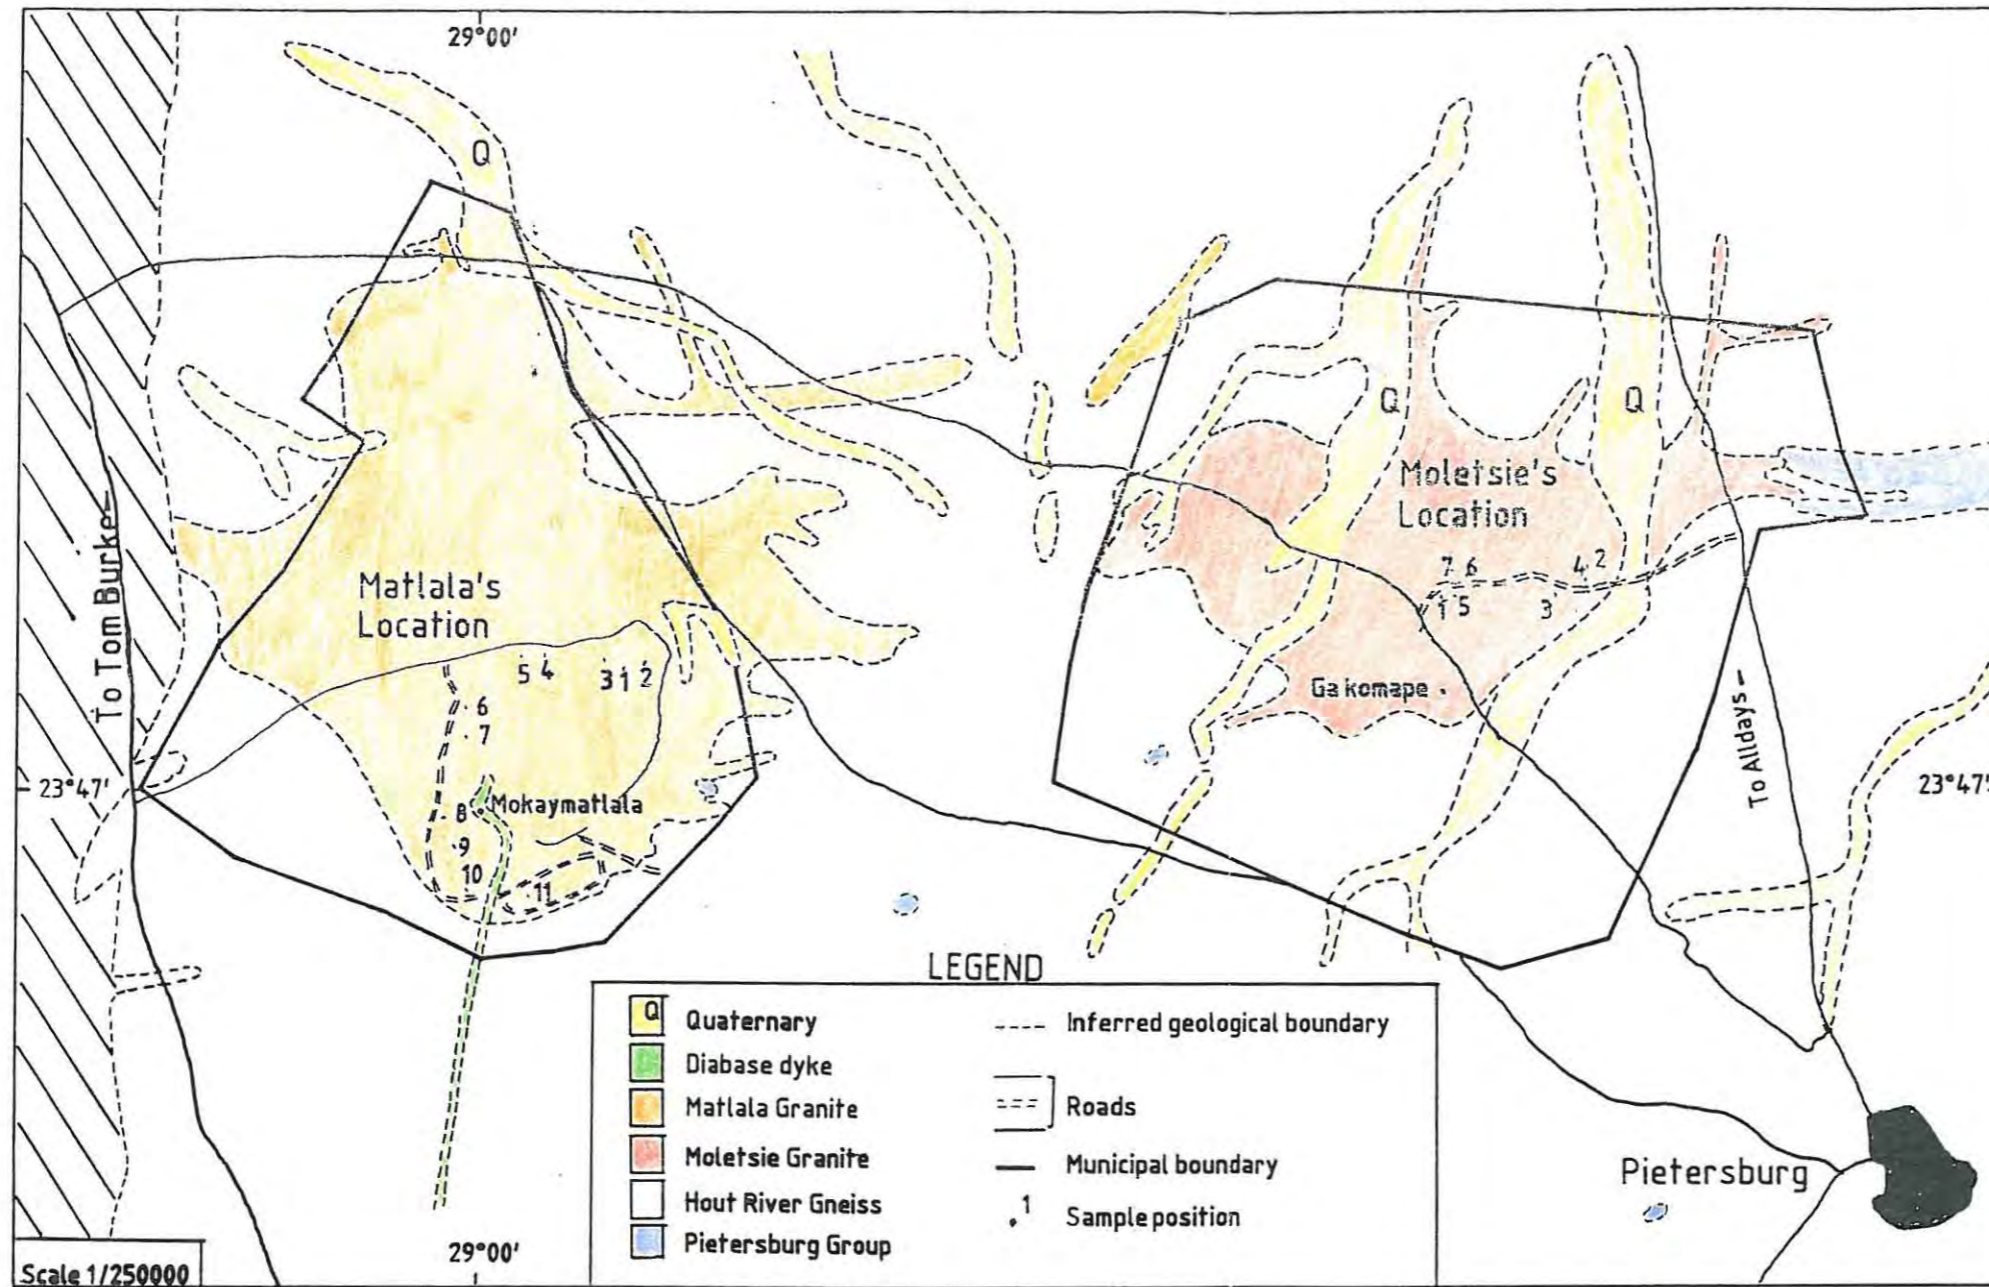 29°00'
Q
Q
Q
Moletsie's
Location
7 6
4 2
1 5
3
Matlala's
Location
To Tom Burke
5 4
3 1 2
6
7
Ga komape
To Alldays
23°47'
23°47'
8
Mokaymatlala
9
10
11
LEGEND
Q Quaternary
Diabase dyke
Matlala Granite
Moletsie Granite
Hout River Gneiss
Pietersburg Group
Inferred geological boundary
Roads
Municipal boundary
1 Sample position
Pietersburg
29°00'
Scale 1/250000